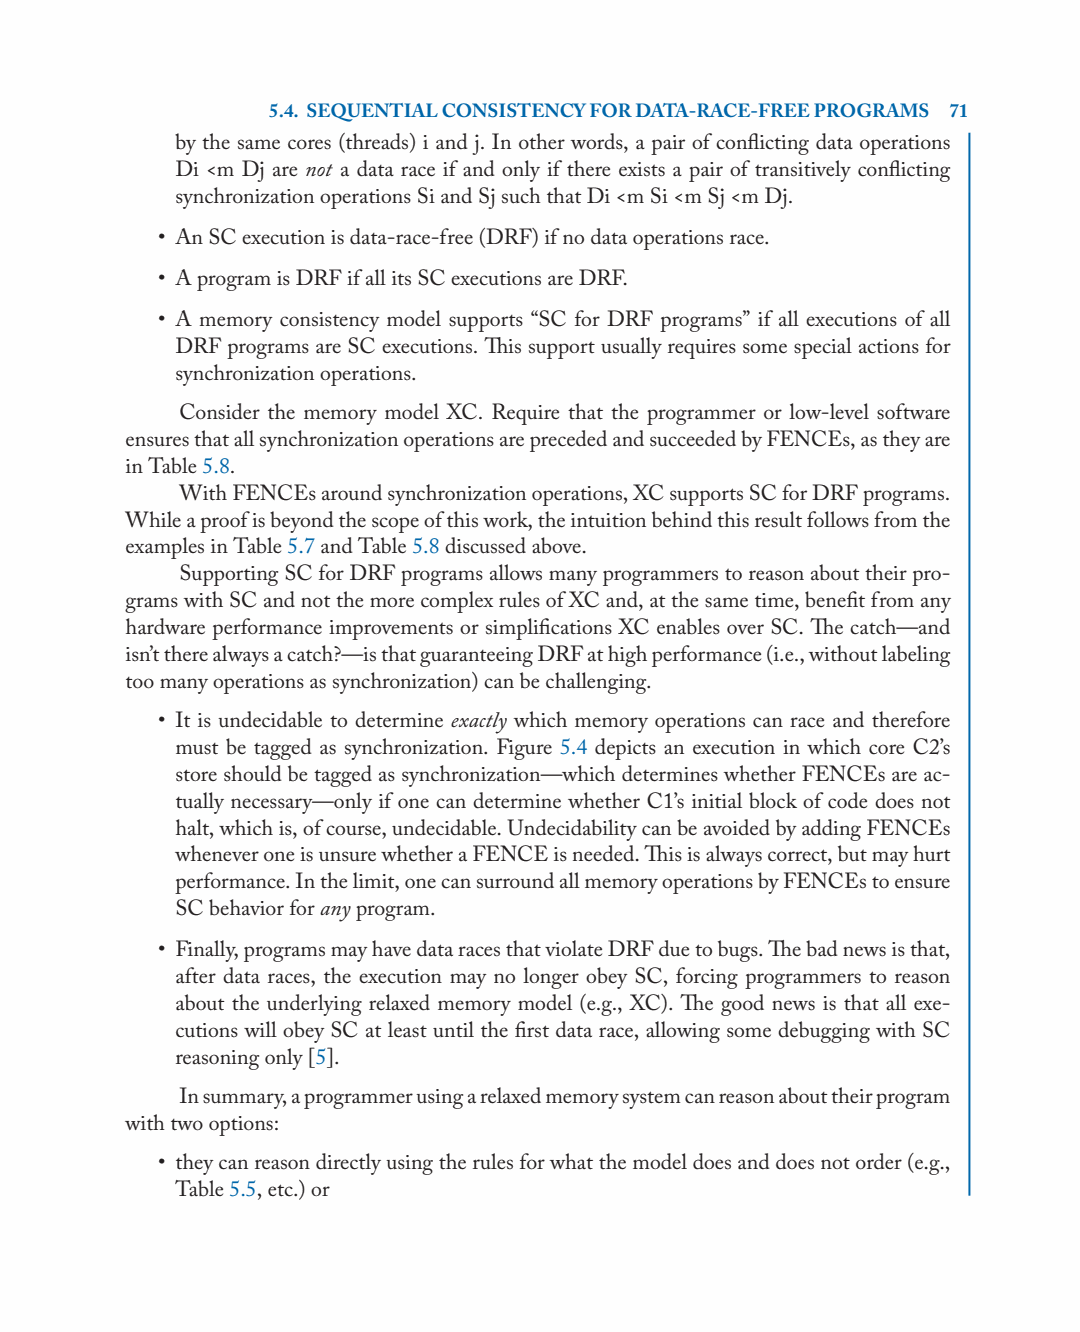 5.4. SEQUENTIAL CONSISTENCY FOR DATA-RACE-FREE PROGRAMS 71
by the same cores (threads) i and j. In other words, a pair of conflicting data operations
Di <m Dj are not a data race if and only if there exists a pair of transitively conflicting
synchronization operations Si and Sj such that Di <m Si <m Sj <m Dj.
• An SC execution is data-race-free (DRF) if no data operations race.
• A program is DRF if all its SC executions are DRF.
• A memory consistency model supports “SC for DRF programs” if all executions of all
DRF programs are SC executions. This support usually requires some special actions for
synchronization operations.
Consider the memory model XC. Require that the programmer or low-level software
ensures that all synchronization operations are preceded and succeeded by FENCEs, as they are
in Table 5.8.
With FENCEs around synchronization operations, XC supports SC for DRF programs.
While a proof is beyond the scope of this work, the intuition behind this result follows from the
examples in Table 5.7 and Table 5.8 discussed above.
Supporting SC for DRF programs allows many programmers to reason about their pro-
grams with SC and not the more complex rules of XC and, at the same time, benefit from any
hardware performance improvements or simplifications XC enables over SC. The catch—and
isn’t there always a catch?—is that guaranteeing DRF at high performance (i.e., without labeling
too many operations as synchronization) can be challenging.
• It is undecidable to determine exactly which memory operations can race and therefore
must be tagged as synchronization. Figure 5.4 depicts an execution in which core C2’s
store should be tagged as synchronization—which determines whether FENCEs are ac-
tually necessary—only if one can determine whether C1’s initial block of code does not
halt, which is, of course, undecidable. Undecidability can be avoided by adding FENCEs
whenever one is unsure whether a FENCE is needed. This is always correct, but may hurt
performance. In the limit, one can surround all memory operations by FENCEs to ensure
SC behavior for any program.
• Finally, programs may have data races that violate DRF due to bugs. The bad news is that,
after data races, the execution may no longer obey SC, forcing programmers to reason
about the underlying relaxed memory model (e.g., XC). The good news is that all exe-
cutions will obey SC at least until the first data race, allowing some debugging with SC
reasoning only [5].
In summary, a programmer using a relaxed memory system can reason about their program
with two options:
• they can reason directly using the rules for what the model does and does not order (e.g.,
Table 5.5, etc.) or